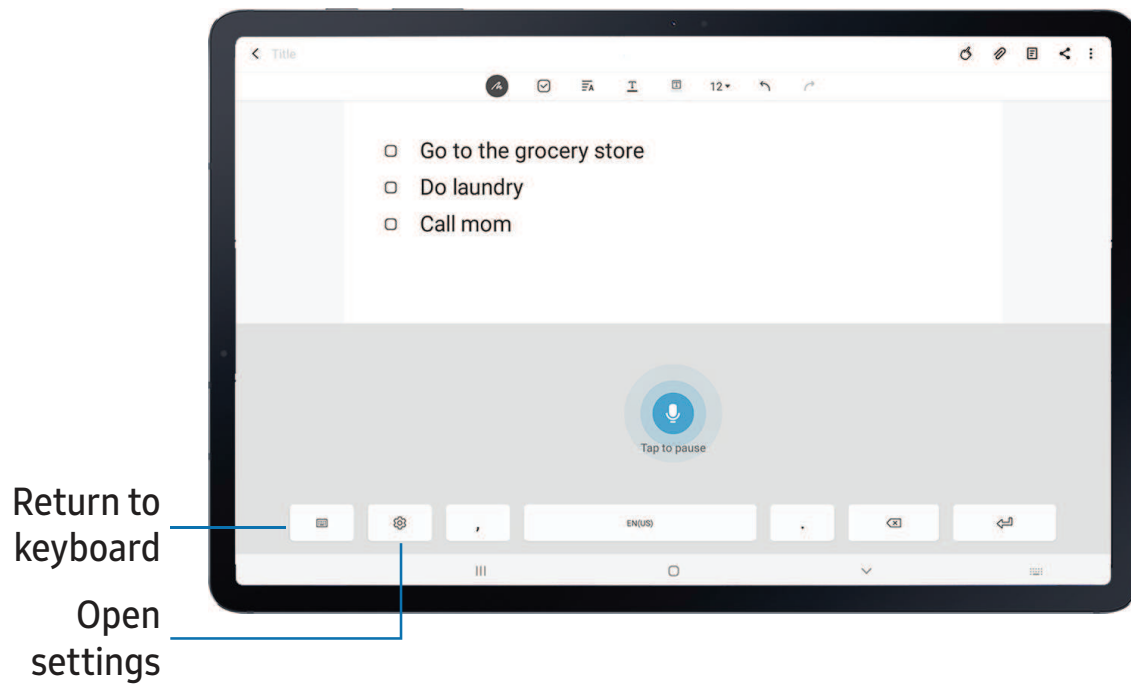 Title
12
Go to the grocery store
Do laundry
Call mom
Tap to pause
, EN(US) .
Return to
keyboard
Open
settings